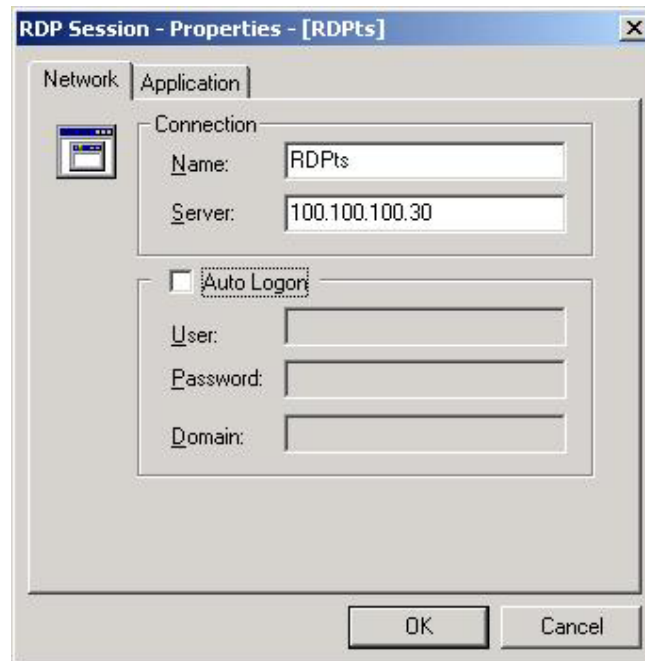 RDP Session - Properties - [RDPts]
Network Application
Connection
Name: RDPts
Server: 100.100.100.30
Auto Logon
User:
Password:
Domain:
OK Cancel